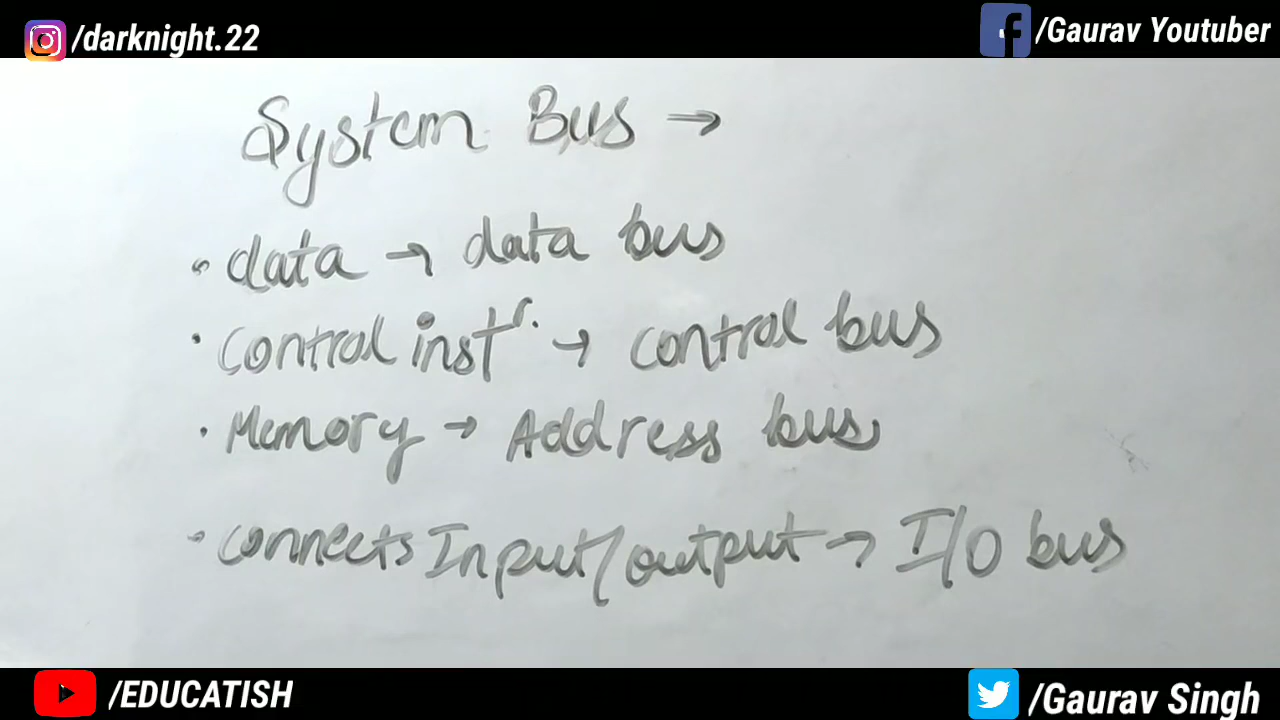 /darknight.22
/Gaurav Youtuber
System Bus →
• data → data bus
• Control instr. → control bus
• Memory → Address bus
• connects Input/output → I/O bus
/EDUCATISH
/Gaurav Singh